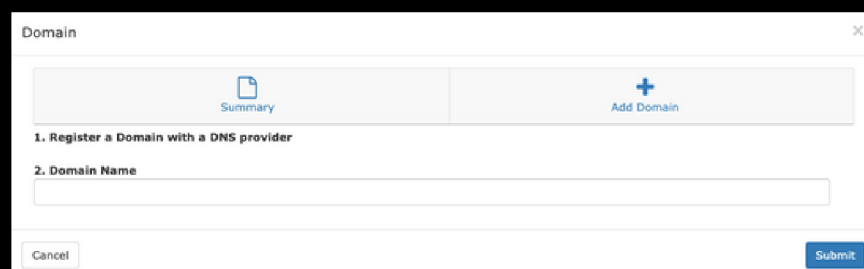 Domain
Summary
Add Domain
1. Register a Domain with a DNS provider
2. Domain Name
Cancel
Submit